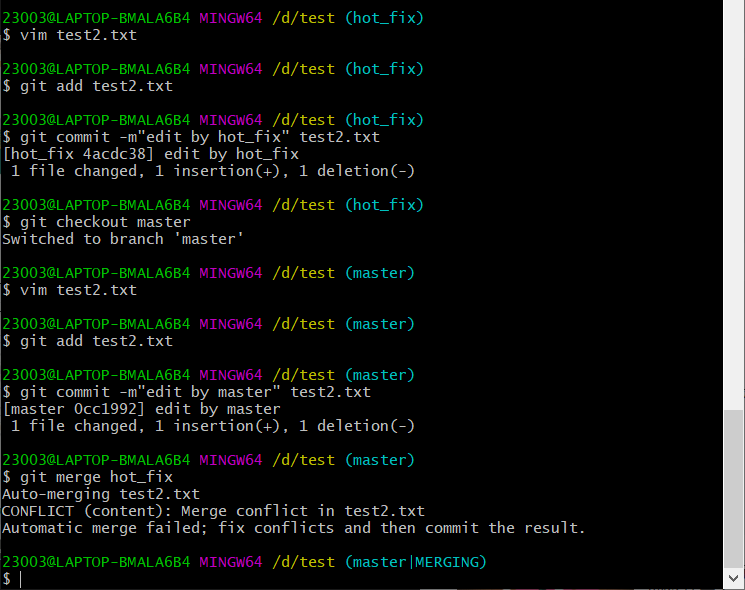 23003@LAPTOP-BMALA6B4 MINGW64 /d/test (hot_fix)
$ vim test2.txt
23003@LAPTOP-BMALA6B4 MINGW64 /d/test (hot_fix)
$ git add test2.txt
23003@LAPTOP-BMALA6B4 MINGW64 /d/test (hot_fix)
$ git commit -m"edit by hot_fix" test2.txt
[hot_fix 4acdc38] edit by hot_fix
 1 file changed, 1 insertion(+), 1 deletion(-)
23003@LAPTOP-BMALA6B4 MINGW64 /d/test (hot_fix)
$ git checkout master
Switched to branch 'master'
23003@LAPTOP-BMALA6B4 MINGW64 /d/test (master)
$ vim test2.txt
23003@LAPTOP-BMALA6B4 MINGW64 /d/test (master)
$ git add test2.txt
23003@LAPTOP-BMALA6B4 MINGW64 /d/test (master)
$ git commit -m"edit by master" test2.txt
[master 0cc1992] edit by master
 1 file changed, 1 insertion(+), 1 deletion(-)
23003@LAPTOP-BMALA6B4 MINGW64 /d/test (master)
$ git merge hot_fix
Auto-merging test2.txt
CONFLICT (content): Merge conflict in test2.txt
Automatic merge failed; fix conflicts and then commit the result.
23003@LAPTOP-BMALA6B4 MINGW64 /d/test (master|MERGING)
$